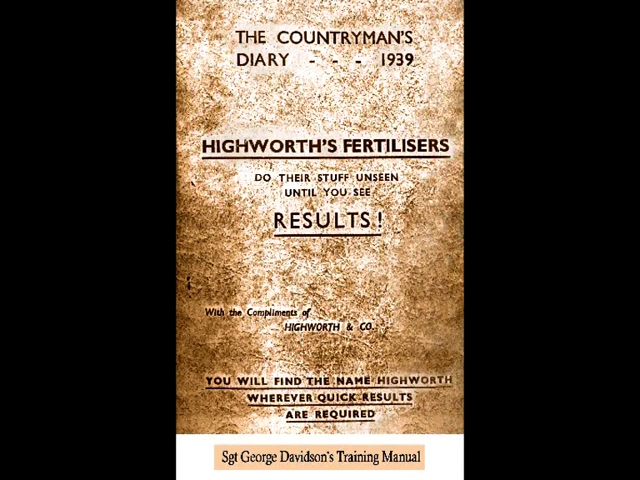 THE COUNTRYMAN'S
DIARY - - - 1939
HIGHWORTH'S FERTILISERS
DO THEIR STUFF UNSEEN
UNTIL YOU SEE
RESULTS!
With the Compliments of
HIGHWORTH & CO.
YOU WILL FIND THE NAME HIGHWORTH
WHEREVER QUICK RESULTS
ARE REQUIRED
Sgt George Davidson's Training Manual